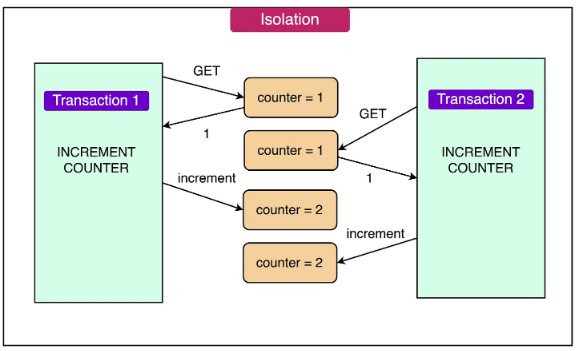 Isolation
GET
Transaction 1
counter = 1
GET
Transaction 2
1
INCREMENT
COUNTER
counter = 1
INCREMENT
COUNTER
increment
1
counter = 2
increment
counter = 2